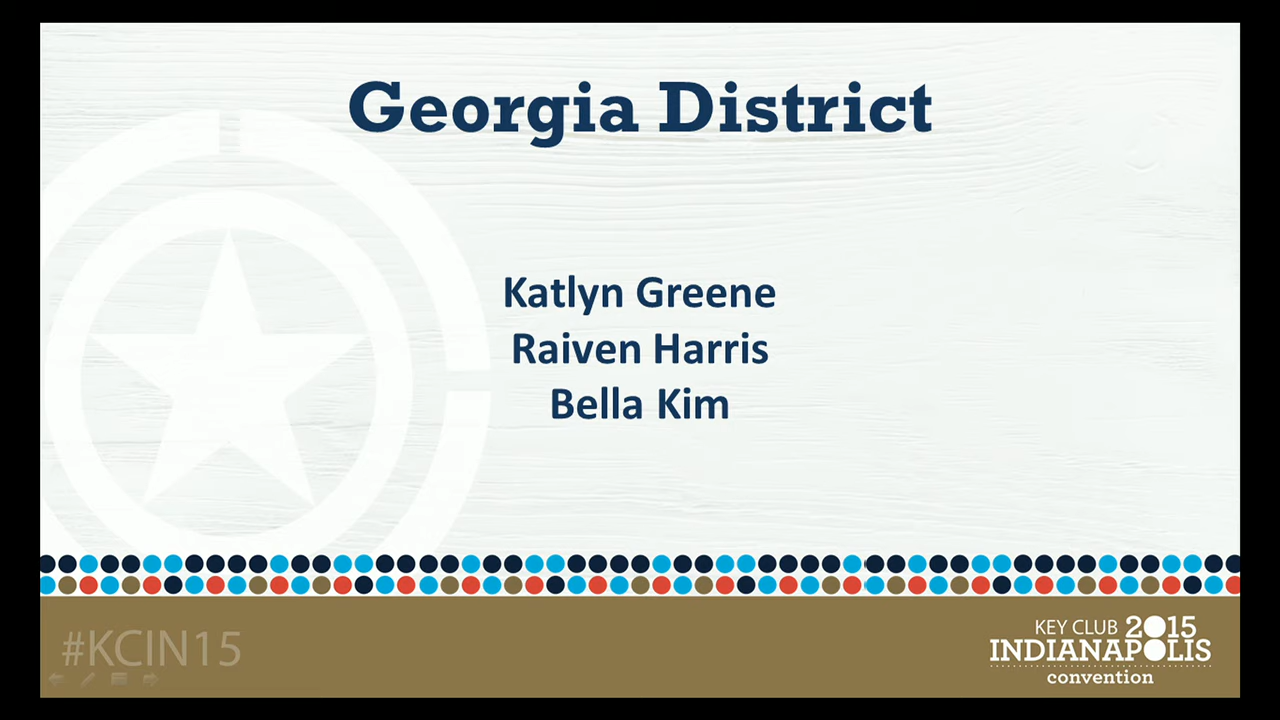 Georgia District
Katlyn Greene
Raiven Harris
Bella Kim
#KCIN15
KEY CLUB 2015
INDIANAPOLIS
convention